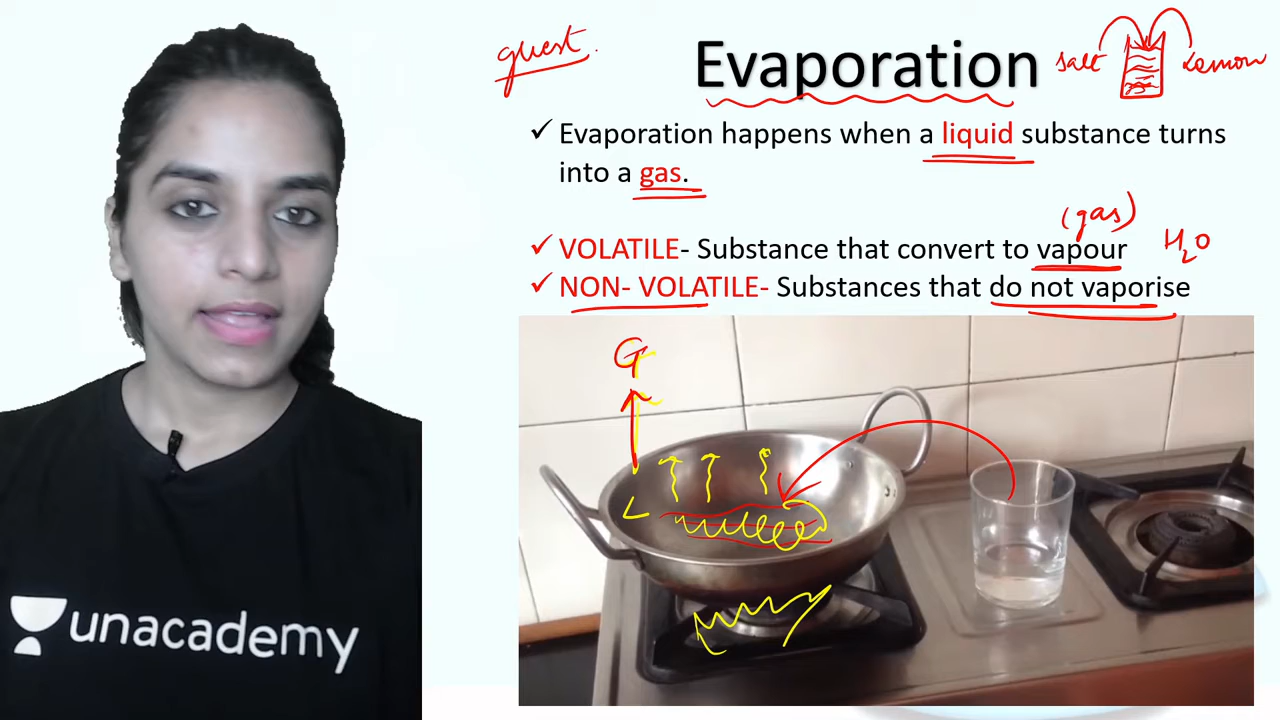 guest.
Evaporation
salt
Lemon
✓ Evaporation happens when a liquid substance turns
into a gas.
(gas)
✓ VOLATILE- Substance that convert to vapour
H2O
✓ NON- VOLATILE- Substances that do not vaporise
G
L
unacademy